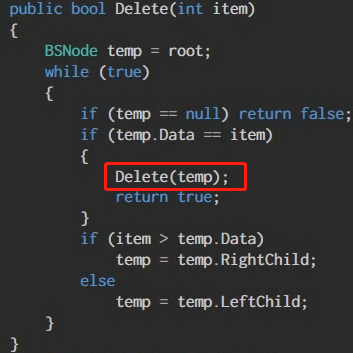 public bool Delete(int item)
{
    BSNode temp = root;
    while (true)
    {
        if (temp == null) return false;
        if (temp.Data == item)
        {
            Delete(temp);
            return true;
        }
        if (item > temp.Data)
            temp = temp.RightChild;
        else
            temp = temp.LeftChild;
    }
}